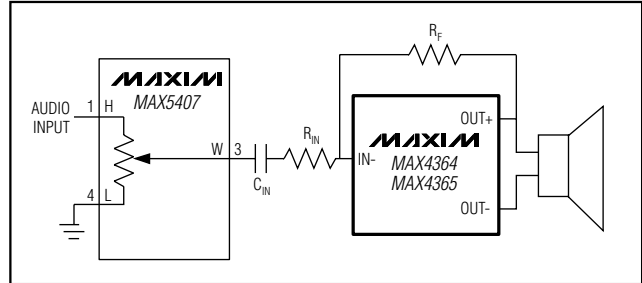 R_F
MAXIM
MAX5407
AUDIO
INPUT
1 H
W 3
R_IN
C_IN
4 L
OUT+
MAXIM
IN-
MAX4364
MAX4365
OUT-